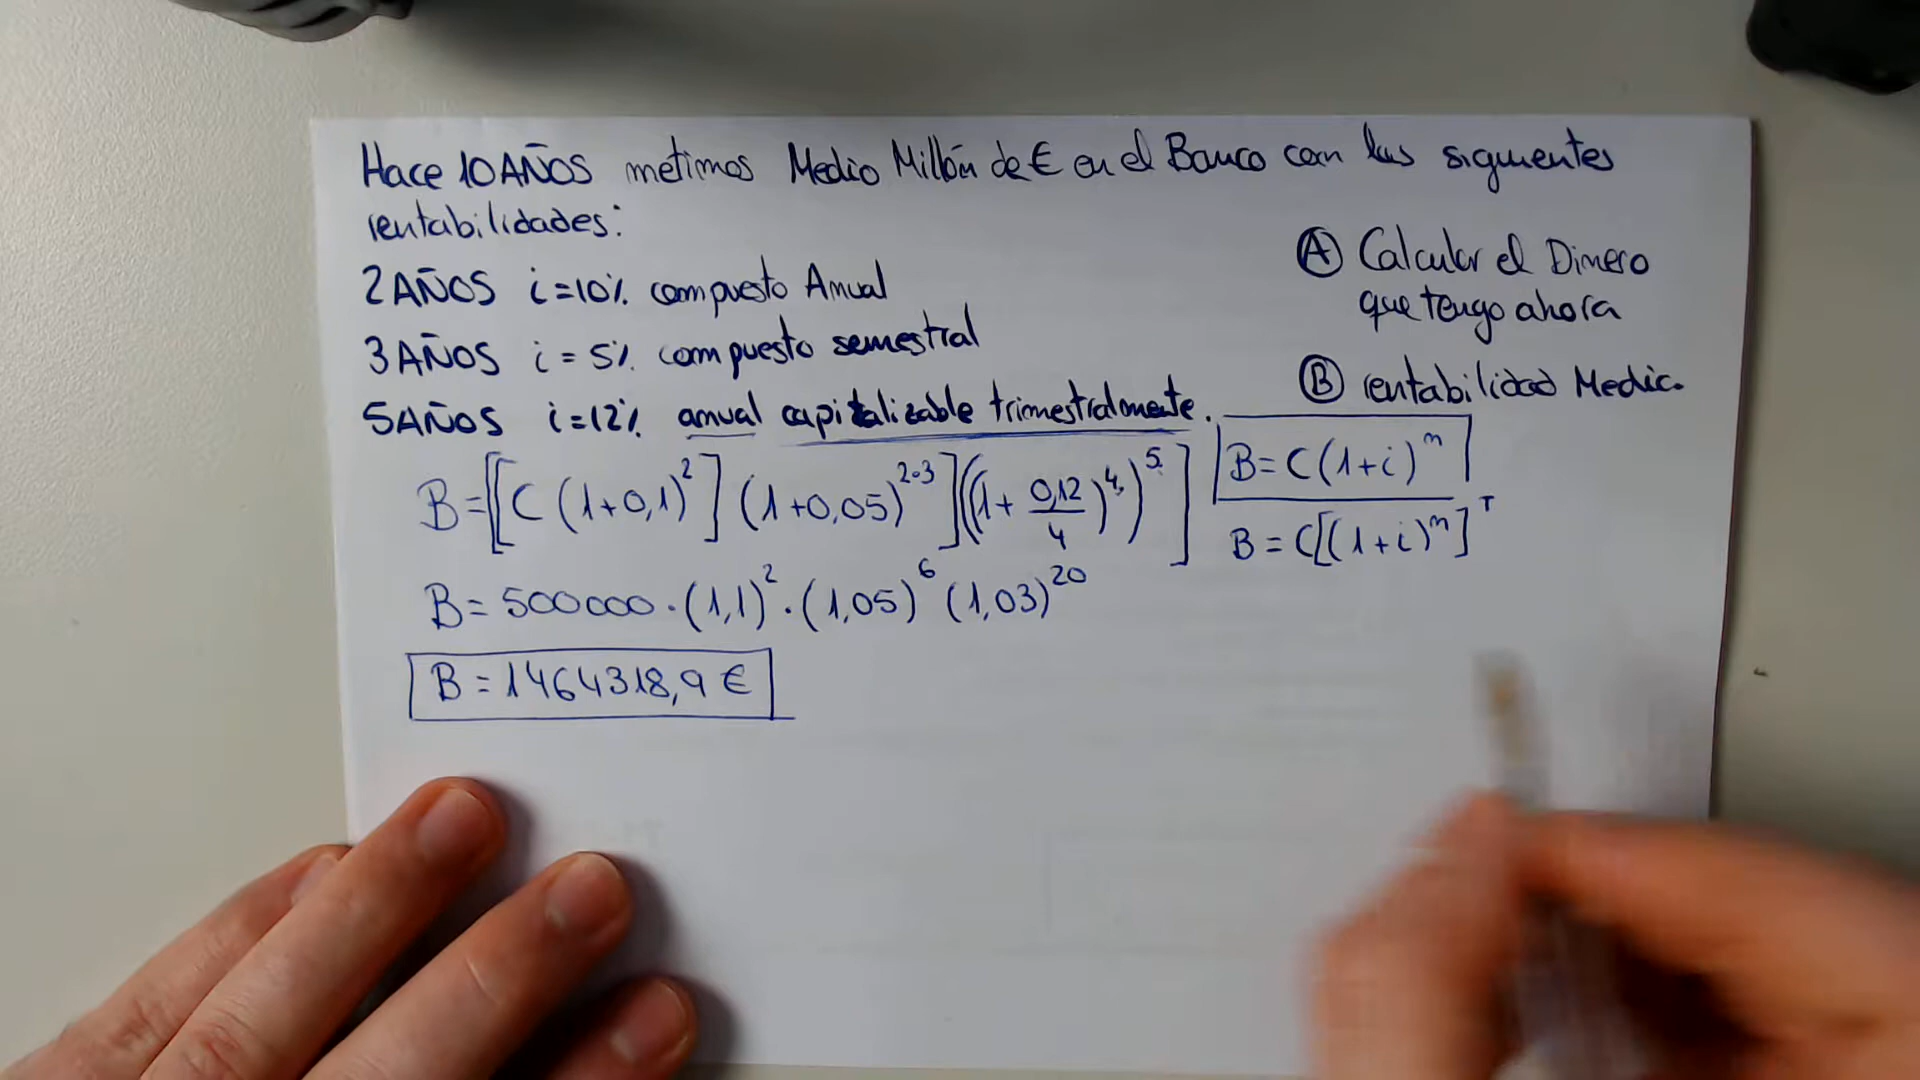 Hace 10 AÑOS metimos Medio Millón de € en el Banco con las siguientes
rentabilidades:
2 AÑOS i=10% compuesto Anual
3 AÑOS i = 5% compuesto semestral
5 AÑOS i=12% anual capitalizable trimestralmente.
Ⓐ Calcular el Dinero
que tengo ahora
Ⓑ rentabilidad Media.
B=[[C(1+0,1)²](1+0,05)²·³]((1+0,12/4)⁴)⁵]
B=C(1+i)ⁿ
B=C[(1+i)ⁿ]ᵀ
B=500000·(1,1)²·(1,05)⁶(1,03)²⁰
B=1464318,9 €